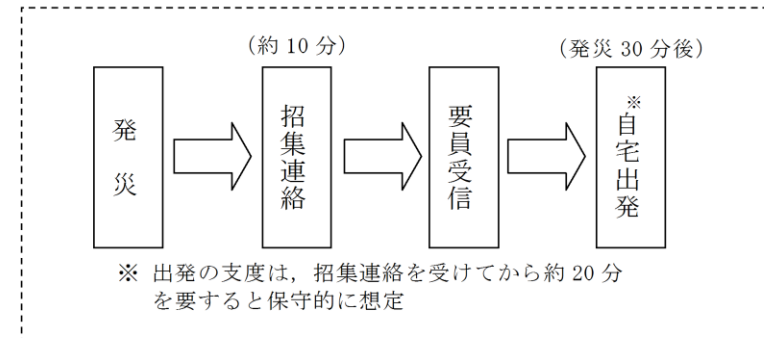 （約 10 分）
（発災 30 分後）
発災
招集連絡
要員受信
※
自宅出発
※ 出発の支度は，招集連絡を受けてから約 20 分
を要すると保守的に想定